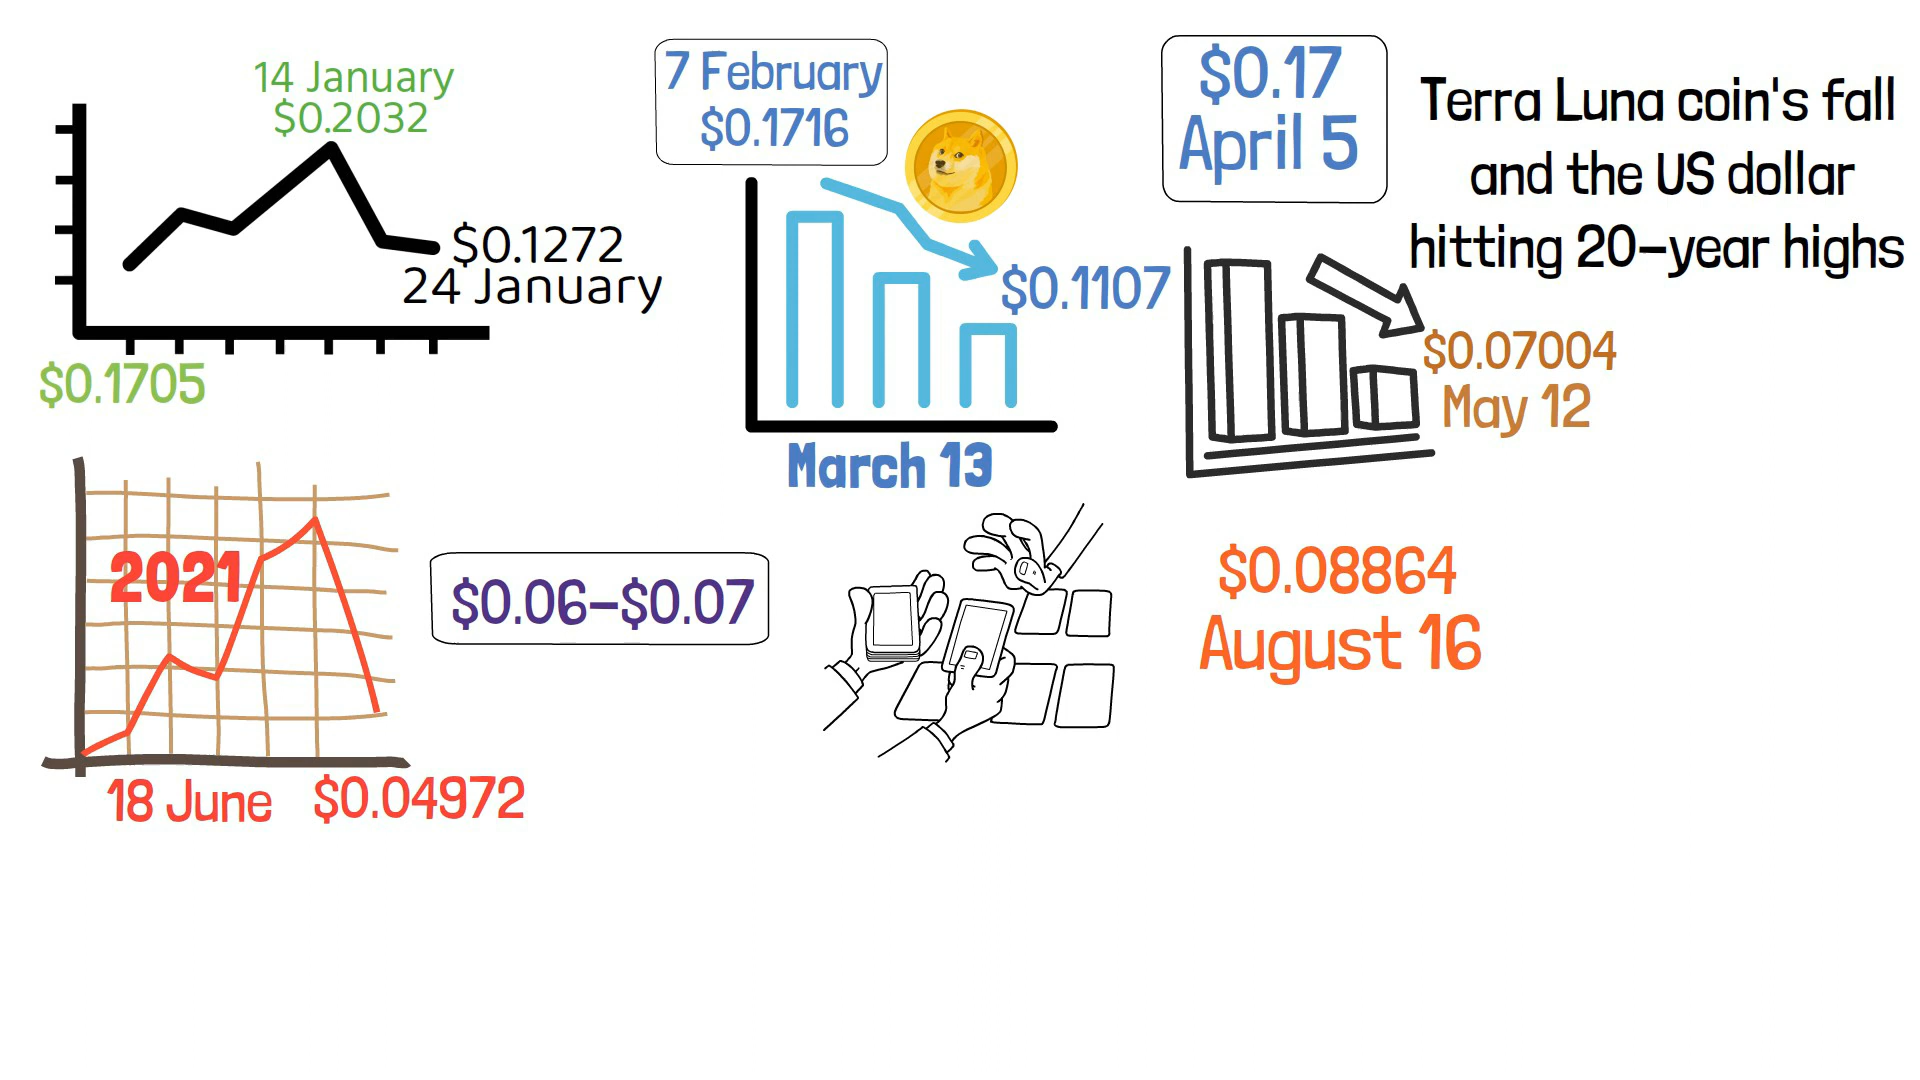 14 January
$0.2032
$0.1272
24 January
$0.1705
7 February
$0.1716
$0.1107
March 13
$0.17
April 5
Terra Luna coin's fall
and the US dollar
hitting 20-year highs
$0.07004
May 12
2021
18 June $0.04972
$0.06-$0.07
$0.08864
August 16